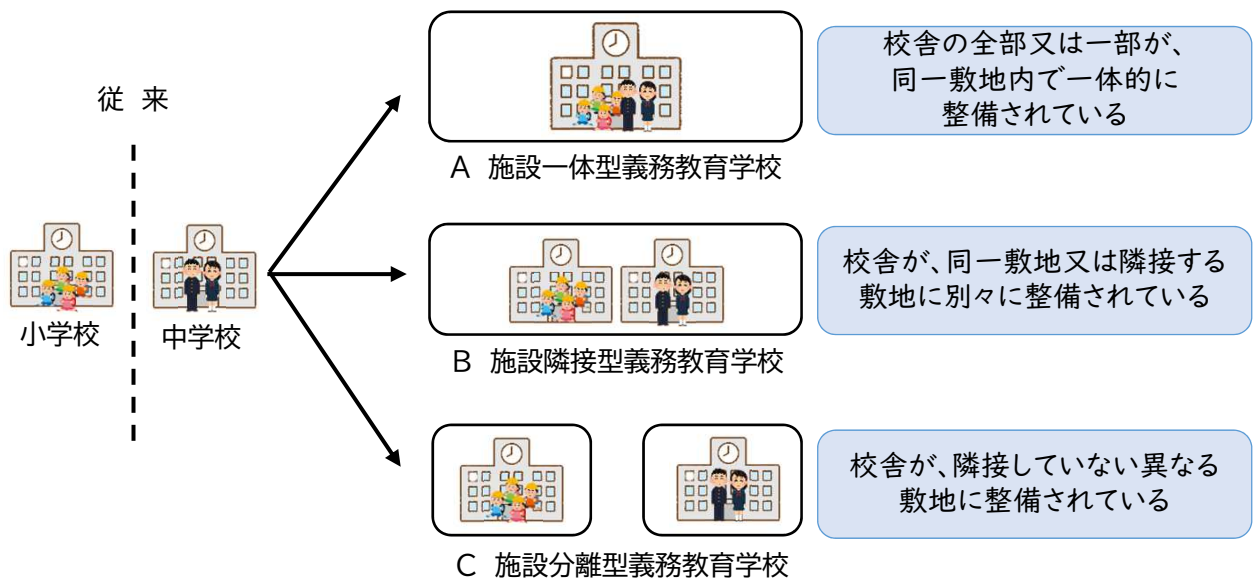 従 来
小学校
中学校
校舎の全部又は一部が、
同一敷地内で一体的に
整備されている
A 施設一体型義務教育学校
校舎が、同一敷地又は隣接する
敷地に別々に整備されている
B 施設隣接型義務教育学校
校舎が、隣接していない異なる
敷地に整備されている
C 施設分離型義務教育学校